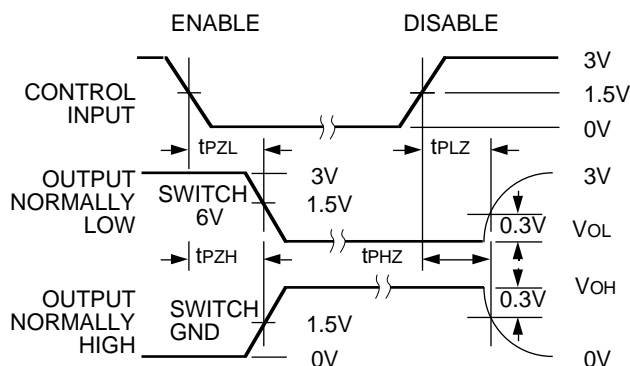 ENABLE DISABLE
3V
CONTROL INPUT 1.5V
0V
tPZL tPLZ
OUTPUT NORMALLY LOW
SWITCH 6V
3V
1.5V
3V
0.3V VOL
tPZH tPHZ
OUTPUT NORMALLY HIGH
SWITCH GND
1.5V
0V
0.3V VOH
0V